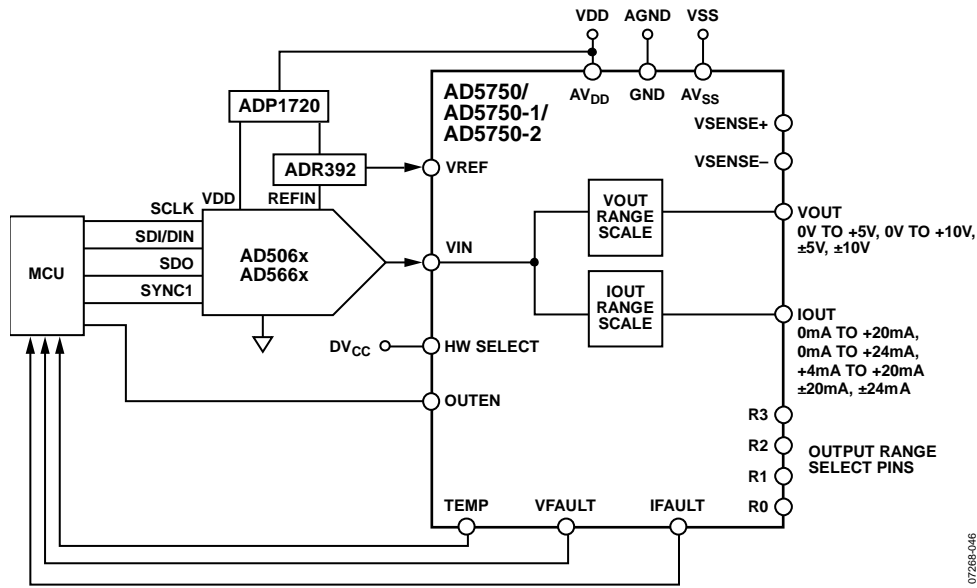 VDD
AGND
VSS
AD5750/
AD5750-1/
AD5750-2
AVDD
GND
AVSS
ADP1720
VSENSE+
ADR392
VREF
VSENSE–
VDD
REFIN
SCLK
SDI/DIN
SDO
SYNC1
MCU
AD506x
AD566x
VIN
VOUT
RANGE
SCALE
VOUT
0V TO +5V, 0V TO +10V,
±5V, ±10V
IOUT
RANGE
SCALE
IOUT
0mA TO +20mA,
0mA TO +24mA,
+4mA TO +20mA
±20mA, ±24mA
DVCC
HW SELECT
OUTEN
R3
R2
R1
R0
OUTPUT RANGE
SELECT PINS
TEMP
VFAULT
IFAULT
07268-046